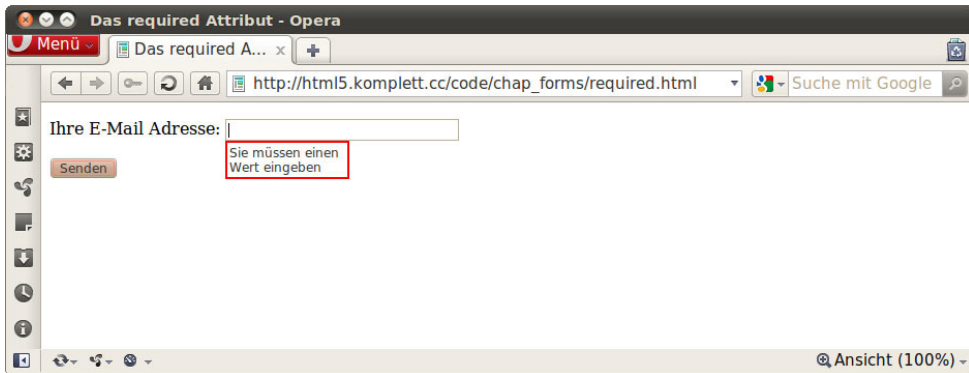 Das required Attribut - Opera
Menü
Das required A...
http://html5.komplett.cc/code/chap_forms/required.html
Suche mit Google
Ihre E-Mail Adresse:
Sie müssen einen
Wert eingeben
Senden
Ansicht (100%)